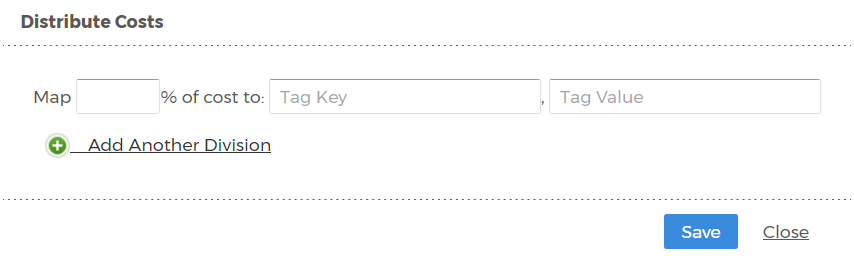 Distribute Costs
Map % of cost to: Tag Key , Tag Value
Add Another Division
Save Close